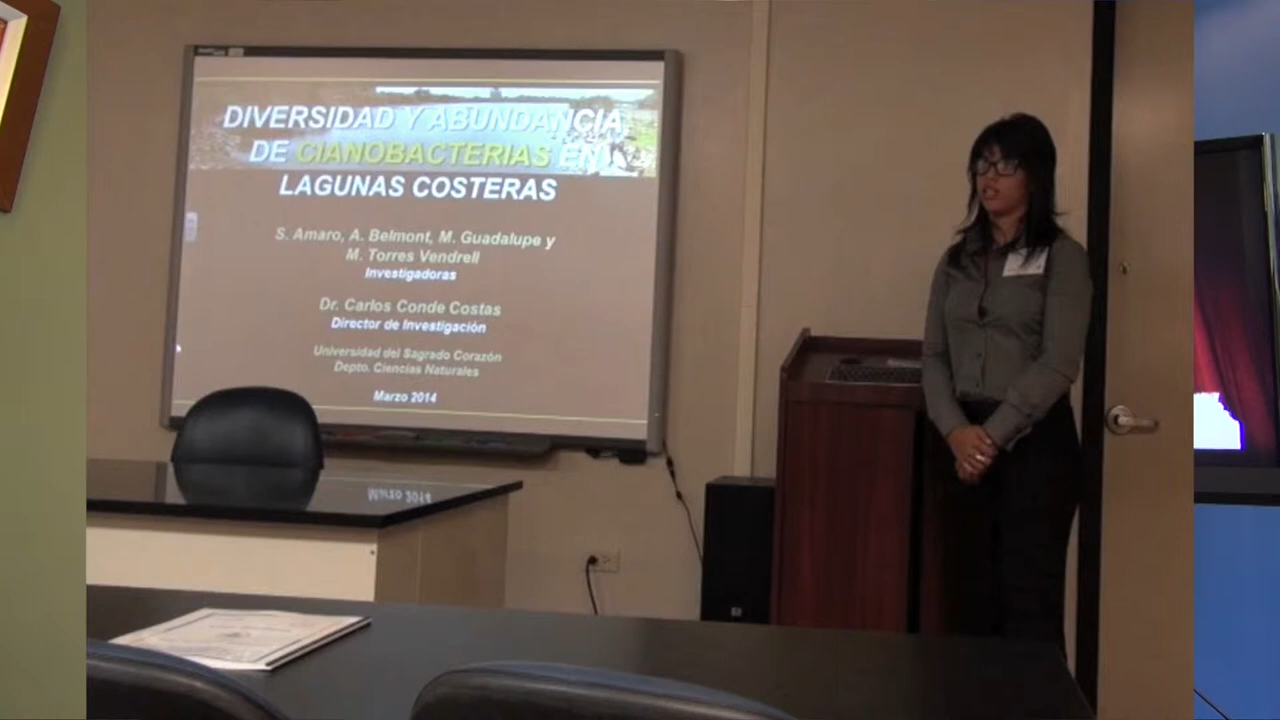 DIVERSIDAD Y ABUNDANCIA
DE CIANOBACTERIAS EN
LAGUNAS COSTERAS
S. Amaro, A. Belmont, M. Guadalupe y
M. Torres Vendrell
Investigadoras
Dr. Carlos Conde Costas
Director de Investigación
Universidad del Sagrado Corazón
Depto. Ciencias Naturales
Marzo 2014